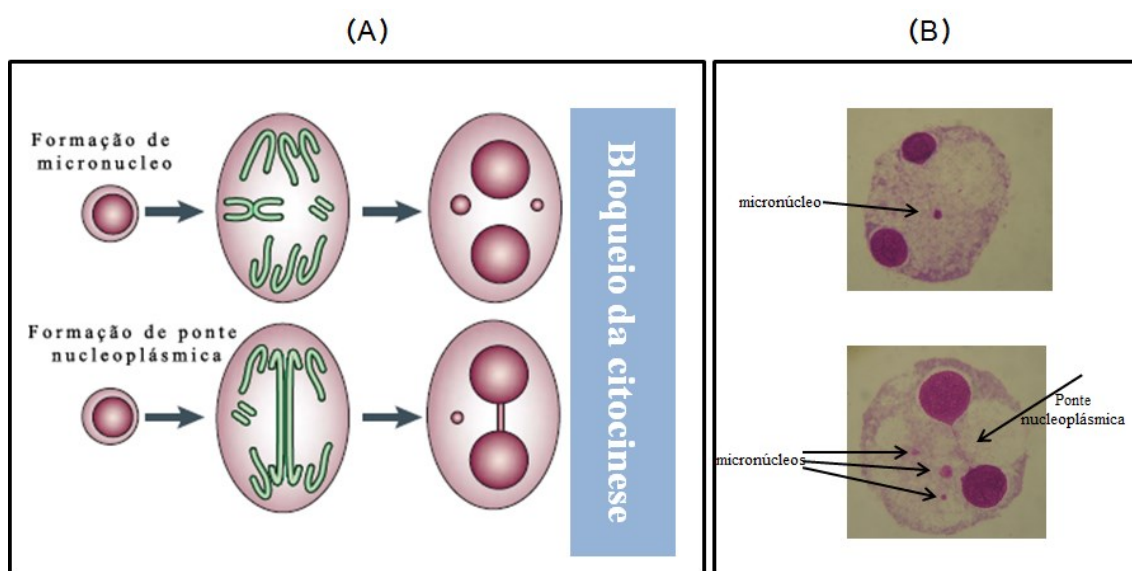 (A)
(B)
Formação de
micronucleo
Formação de ponte
nucleoplásmica
Bloqueio da citocinese
micronúcleo
Ponte
nucleoplásmica
micronúcleos